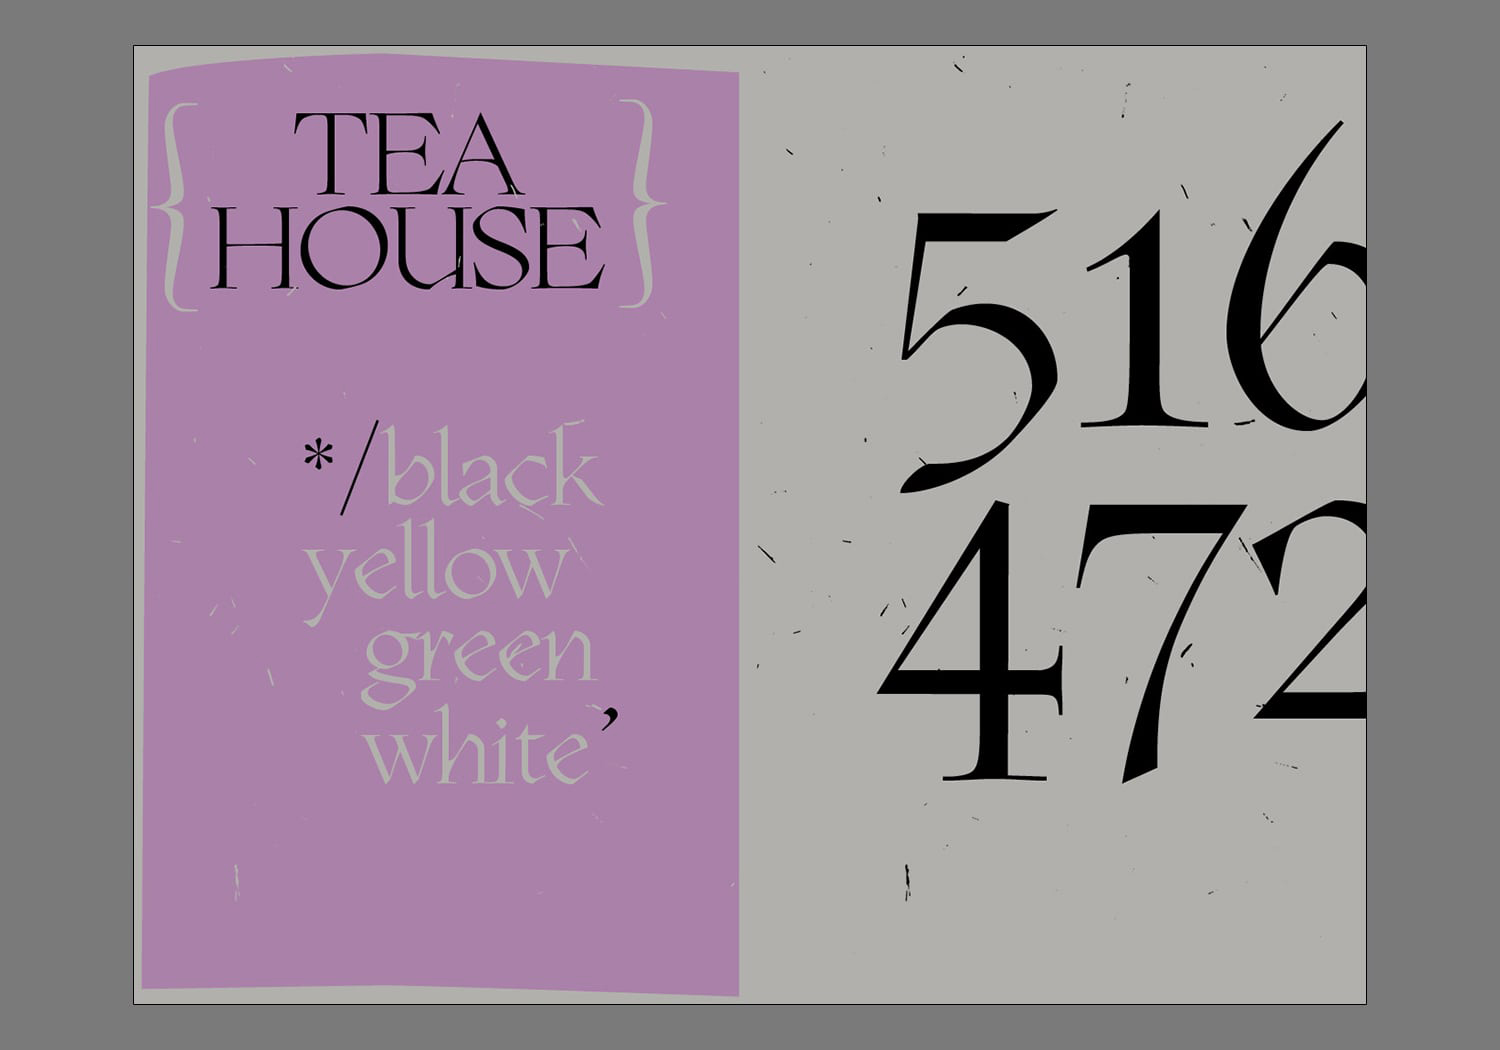 { TEA
HOUSE }
*/black
yellow
green
white’
516
472